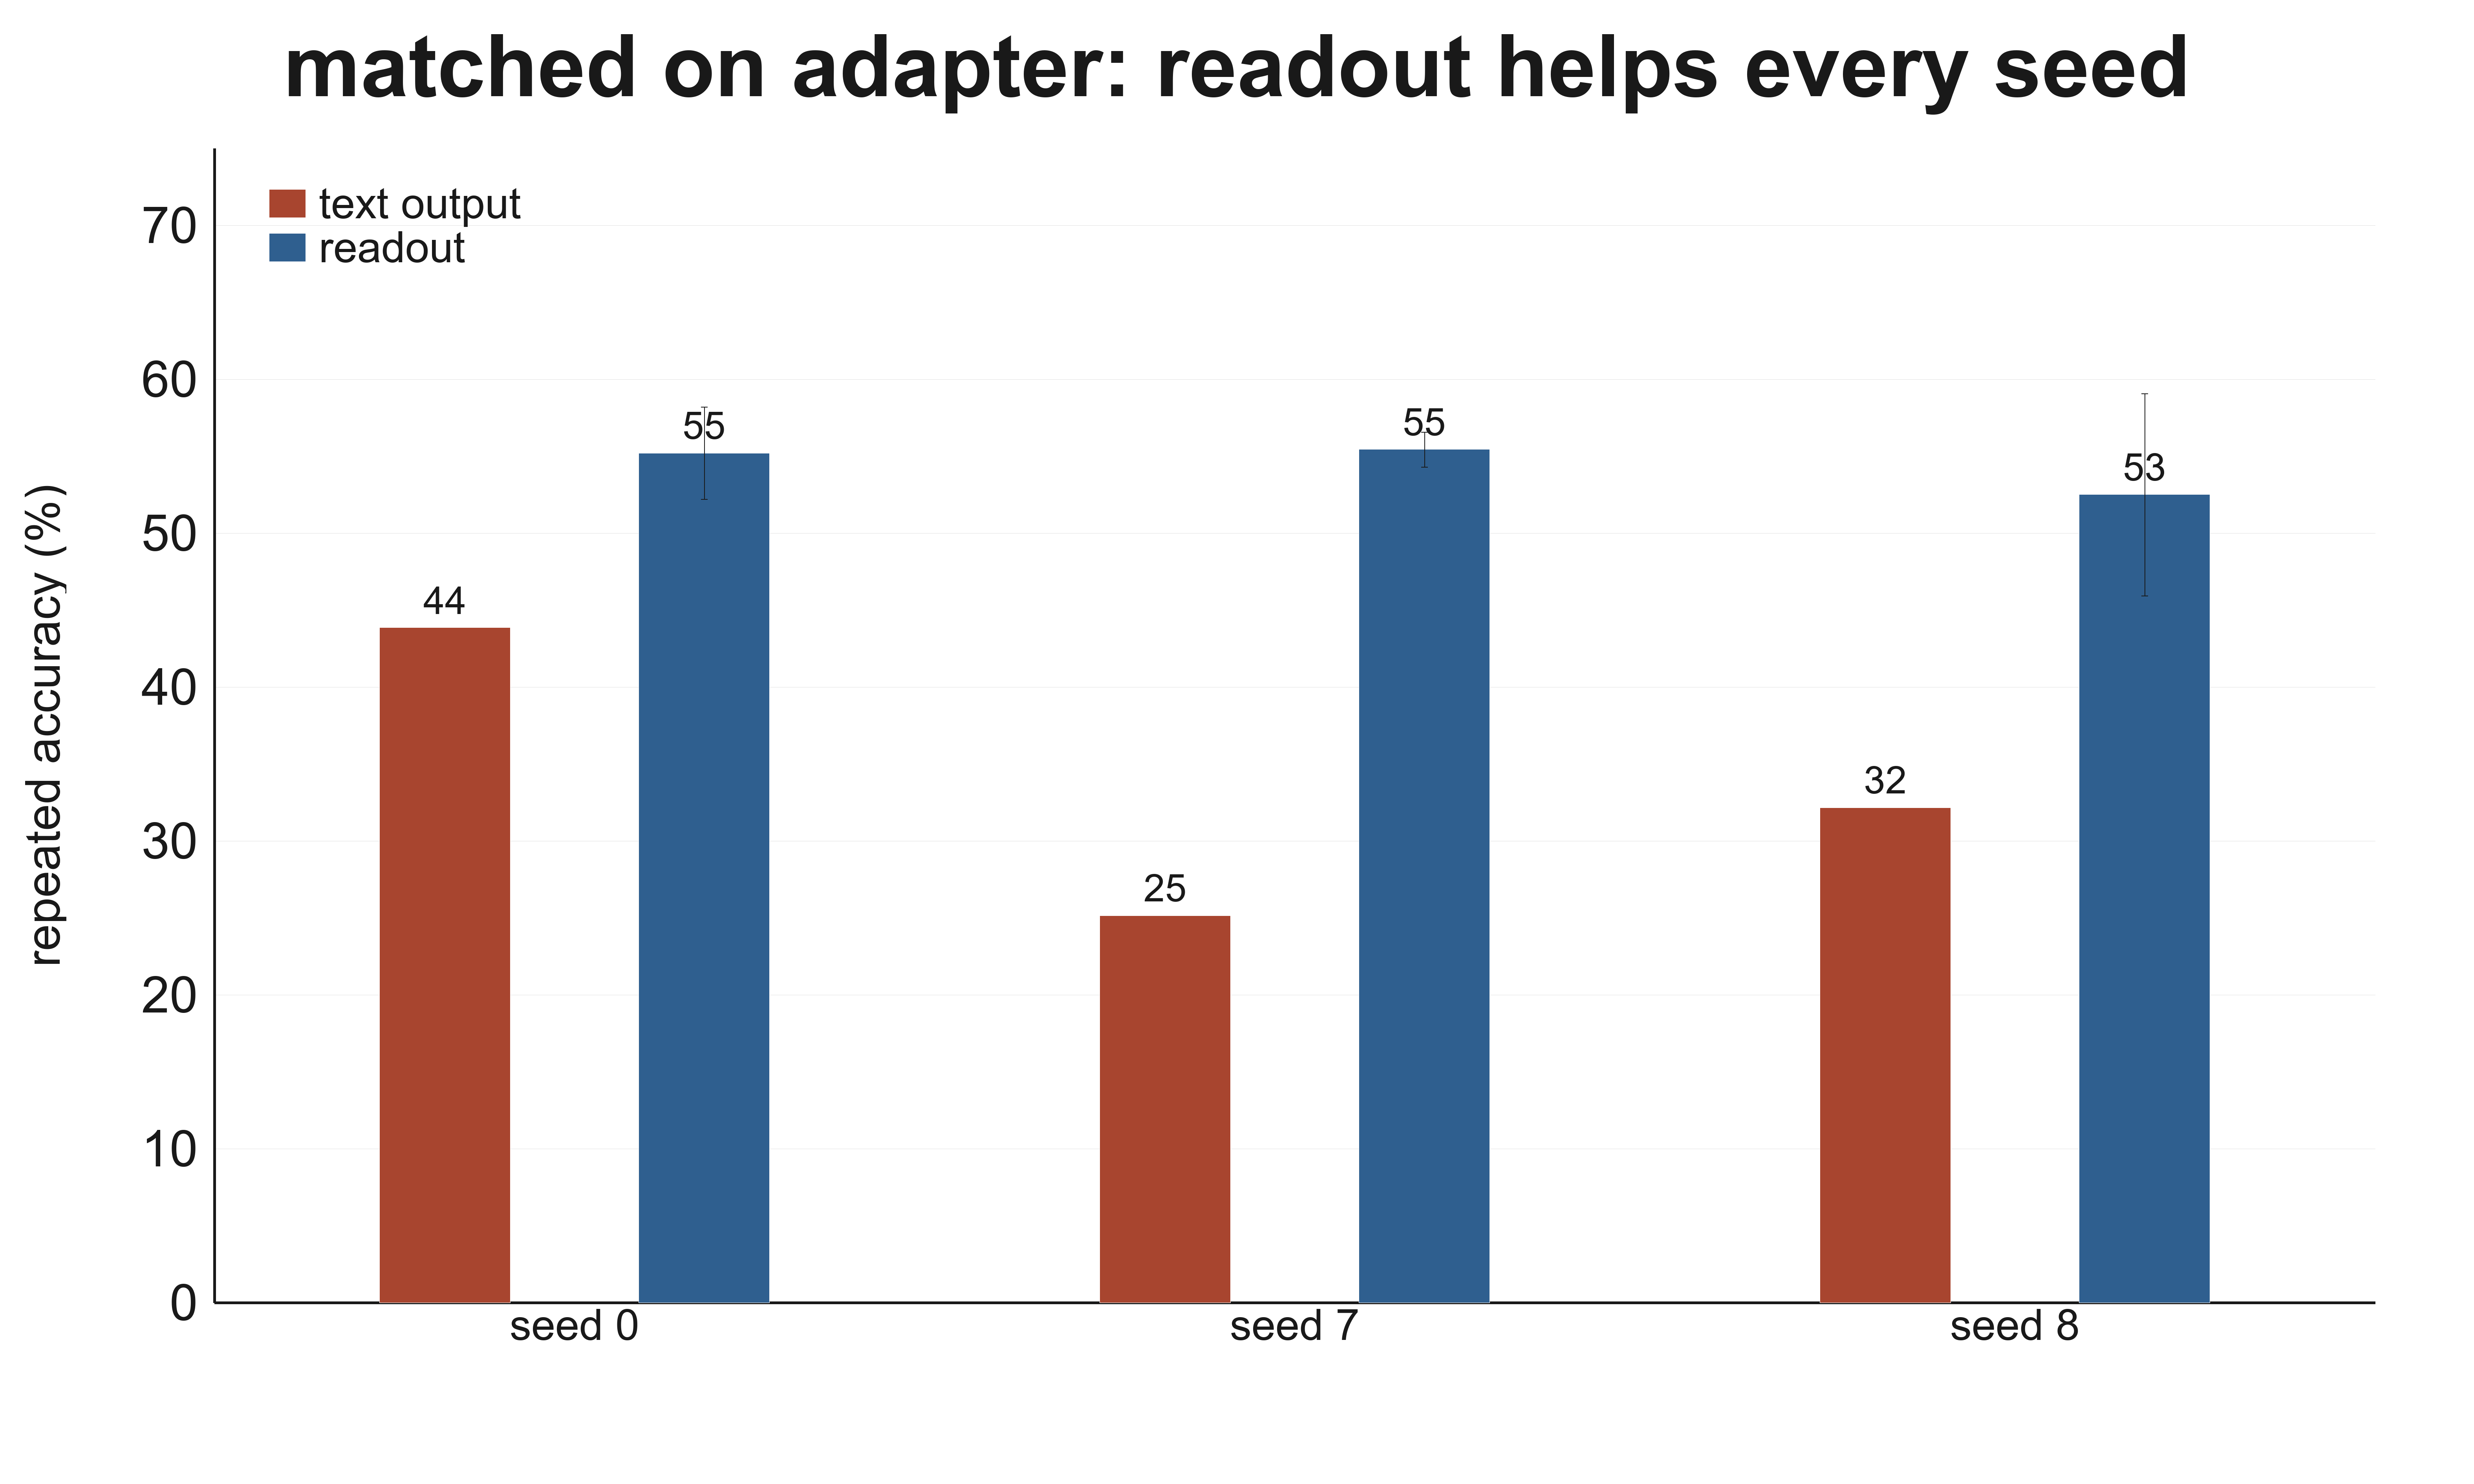 matched on adapter: readout helps every seed
text output
readout
repeated accuracy (%)
70
60
50
40
30
20
10
0
44
55
25
55
32
53
seed 0
seed 7
seed 8